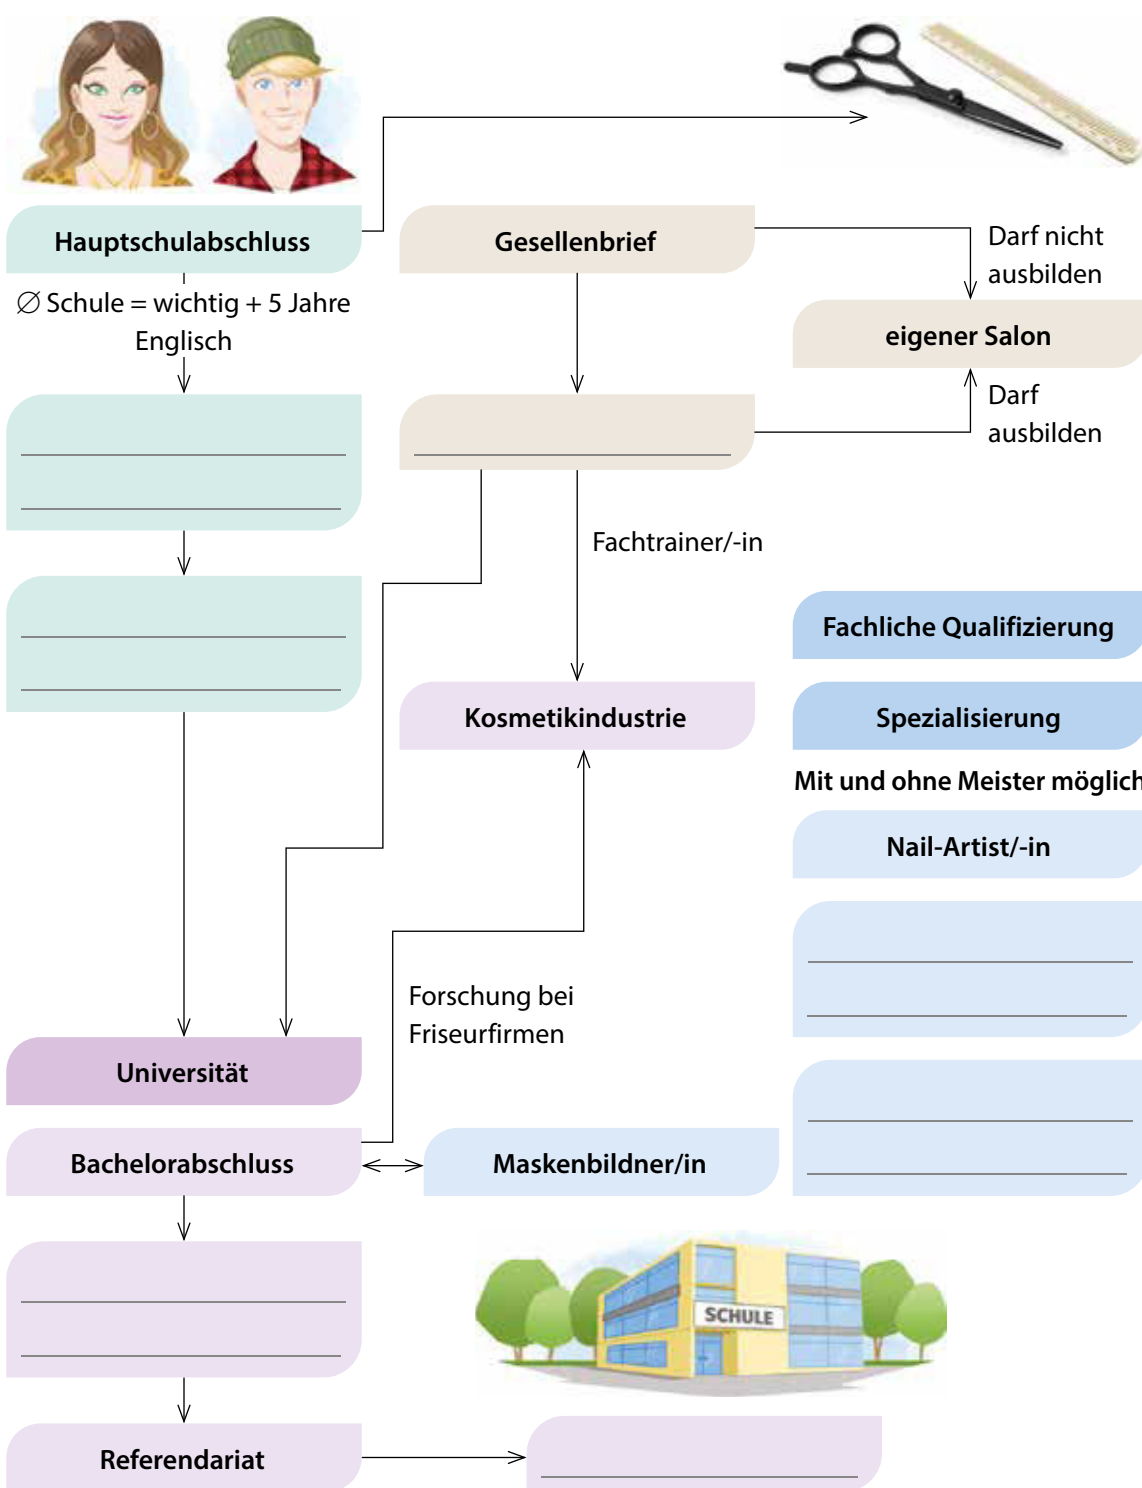 Hauptschulabschluss
Gesellenbrief
Darf nicht
ausbilden
∅ Schule = wichtig + 5 Jahre
Englisch
eigener Salon
Darf
ausbilden
Fachtrainer/-in
Fachliche Qualifizierung
Kosmetikindustrie
Spezialisierung
Mit und ohne Meister möglich
Nail-Artist/-in
Forschung bei
Friseurfirmen
Universität
Bachelorabschluss
Maskenbildner/in
SCHULE
Referendariat